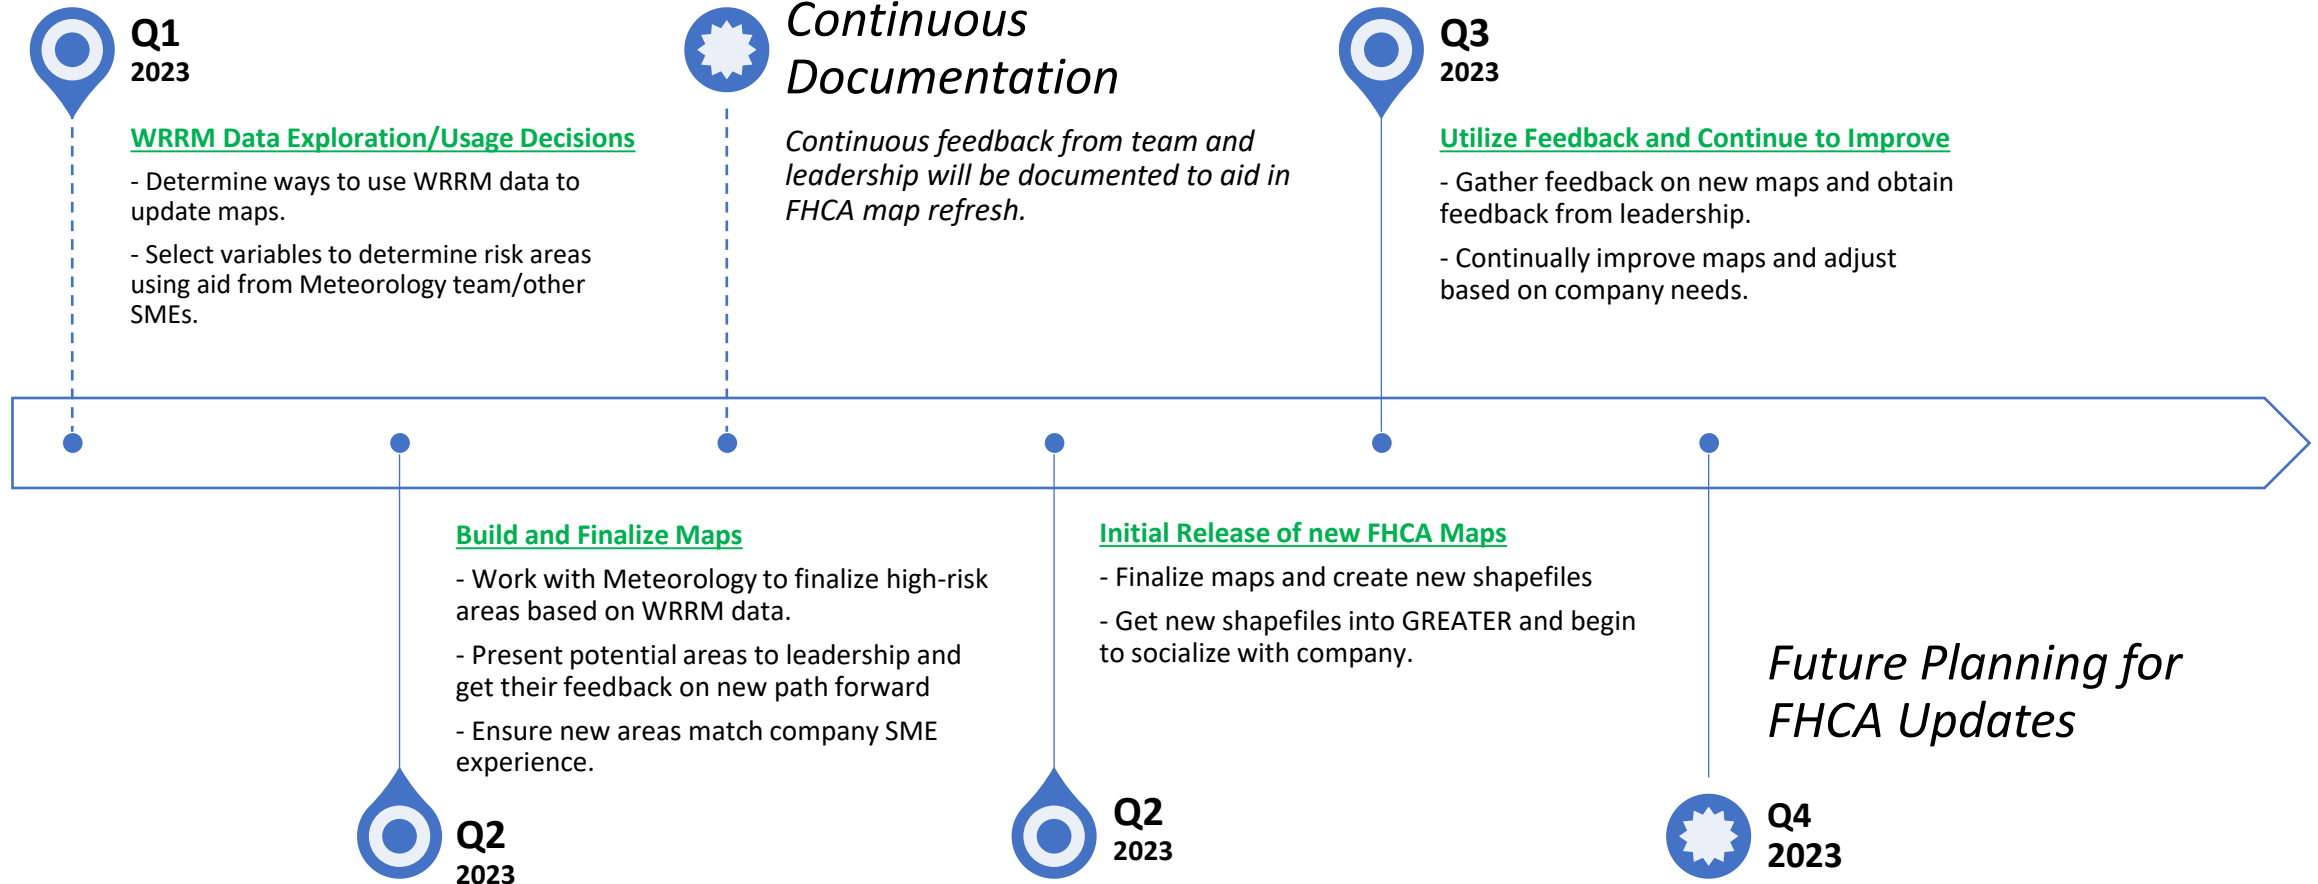 Q1
2023
WRRM Data Exploration/Usage Decisions
- Determine ways to use WRRM data to
update maps.
- Select variables to determine risk areas
using aid from Meteorology team/other
SMEs.
Continuous
Documentation
Continuous feedback from team and
leadership will be documented to aid in
FHCA map refresh.
Q3
2023
Utilize Feedback and Continue to Improve
- Gather feedback on new maps and obtain
feedback from leadership.
- Continually improve maps and adjust
based on company needs.
Build and Finalize Maps
- Work with Meteorology to finalize high-risk
areas based on WRRM data.
- Present potential areas to leadership and
get their feedback on new path forward
- Ensure new areas match company SME
experience.
Q2
2023
Initial Release of new FHCA Maps
- Finalize maps and create new shapefiles
- Get new shapefiles into GREATER and begin
to socialize with company.
Q2
2023
Future Planning for
FHCA Updates
Q4
2023